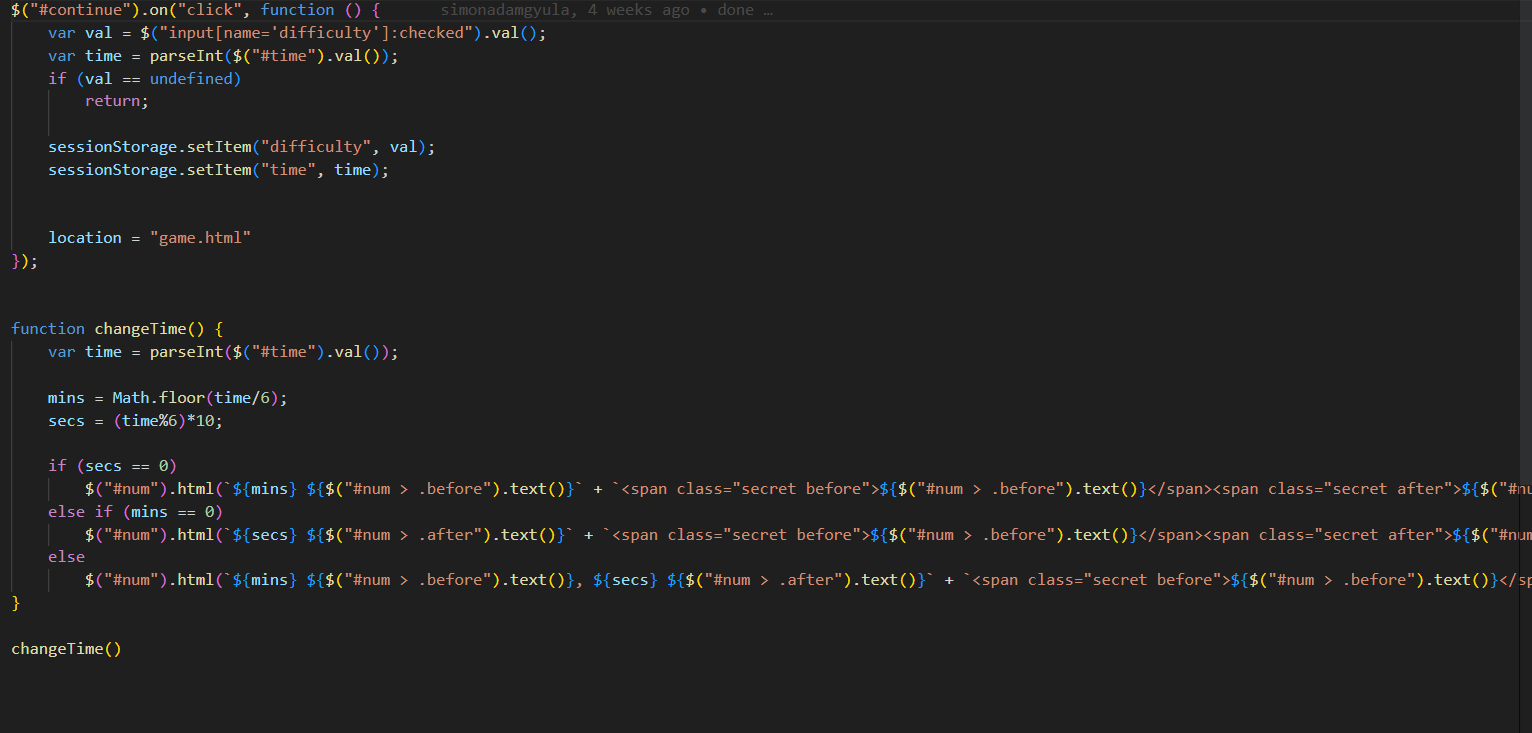 $("#continue").on("click", function () {      simonadamgyula, 4 weeks ago • done …
    var val = $("input[name='difficulty']:checked").val();
    var time = parseInt($("#time").val());
    if (val == undefined)
        return;
    sessionStorage.setItem("difficulty", val);
    sessionStorage.setItem("time", time);
    location = "game.html"
});
function changeTime() {
    var time = parseInt($("#time").val());
    mins = Math.floor(time/6);
    secs = (time%6)*10;
    if (secs == 0)
        $("#num").html(`${mins} ${$("#num > .before").text()}` + `<span class="secret before">${$("#num > .before").text()}</span><span class="secret after">${$("#nu
    else if (mins == 0)
        $("#num").html(`${secs} ${$("#num > .after").text()}` + `<span class="secret before">${$("#num > .before").text()}</span><span class="secret after">${$("#num
    else
        $("#num").html(`${mins} ${$("#num > .before").text()}, ${secs} ${$("#num > .after").text()}` + `<span class="secret before">${$("#num > .before").text()}</sp
}
changeTime()